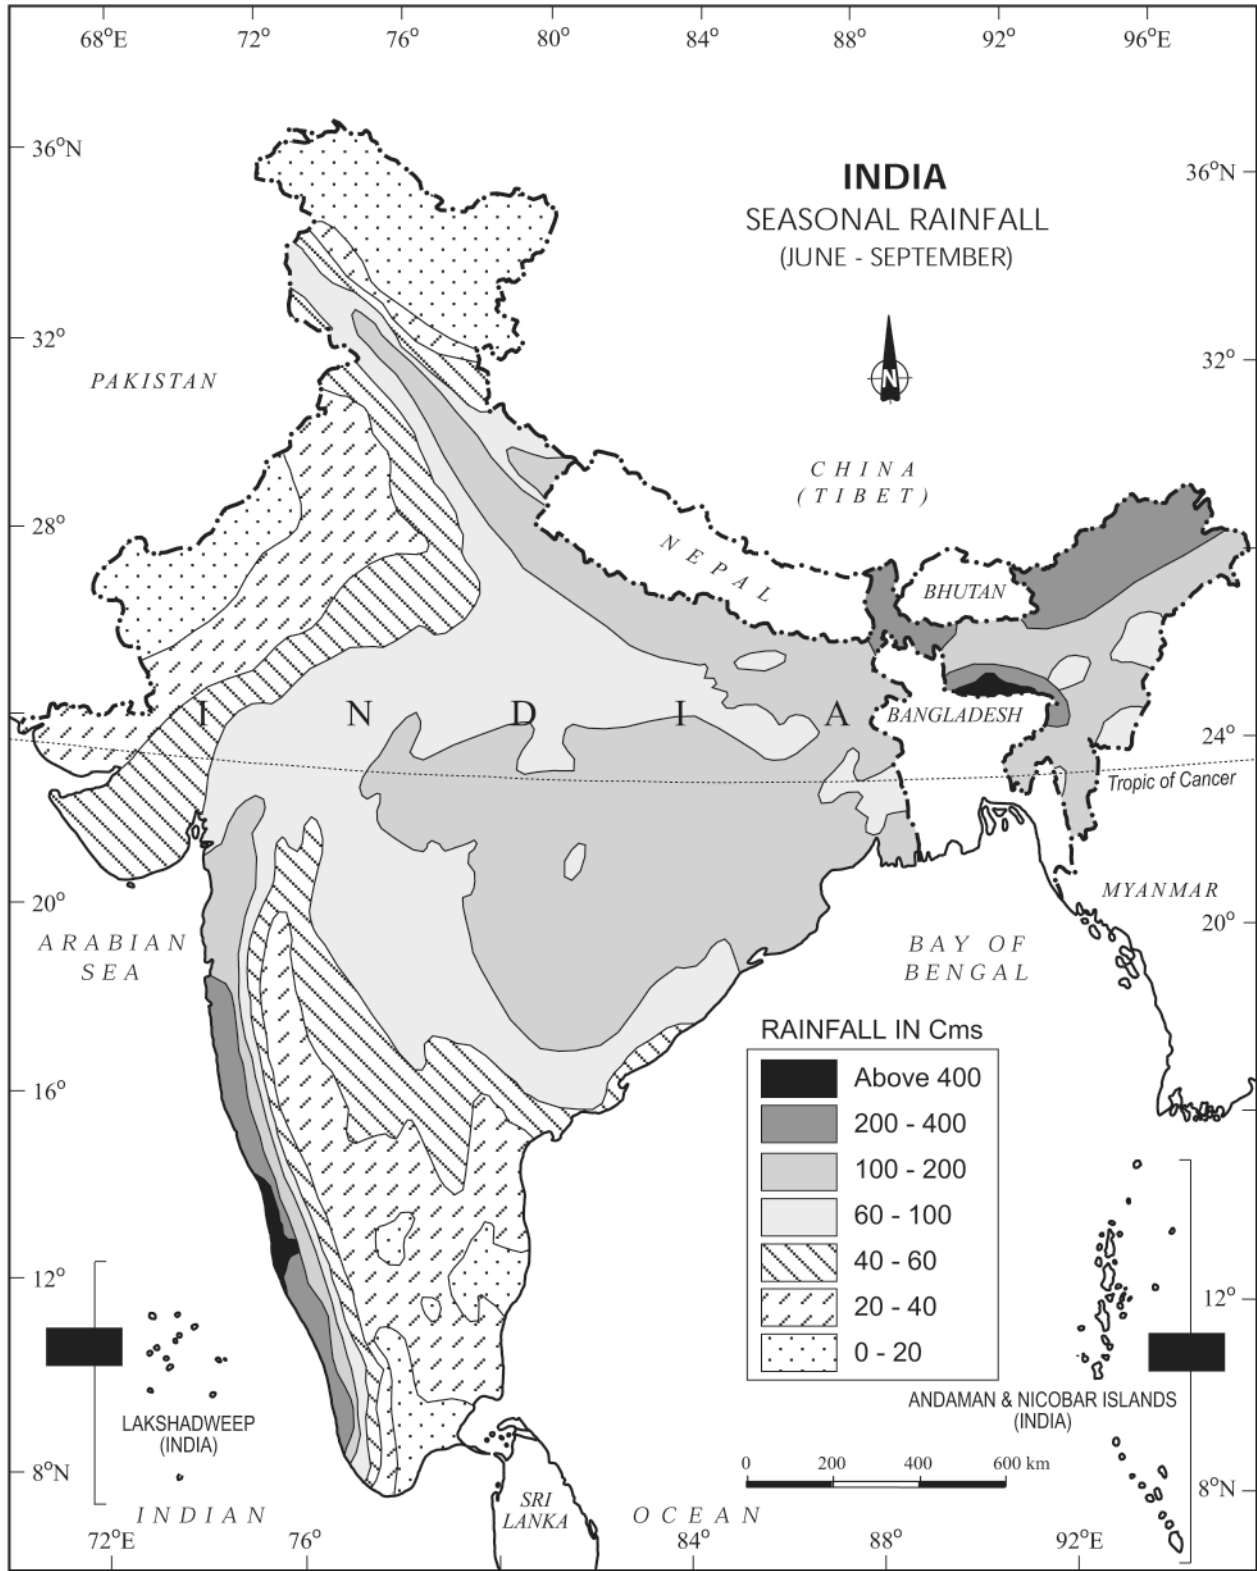 68°E 72° 76° 80° 84° 88° 92° 96°E
36°N
36°N
INDIA
SEASONAL RAINFALL
(JUNE - SEPTEMBER)
32°
32°
N
PAKISTAN
CHINA
(TIBET)
28°
NEPAL
BHUTAN
I N D I A
BANGLADESH
24°
Tropic of Cancer
MYANMAR
20°
20°
ARABIAN
SEA
BAY OF
BENGAL
RAINFALL IN Cms
Above 400
200 - 400
100 - 200
60 - 100
40 - 60
20 - 40
0 - 20
16°
12°
12°
LAKSHADWEEP
(INDIA)
ANDAMAN & NICOBAR ISLANDS
(INDIA)
0 200 400 600 km
8°N
8°N
SRI
LANKA
INDIAN OCEAN
72°E 76° 84° 88° 92°E